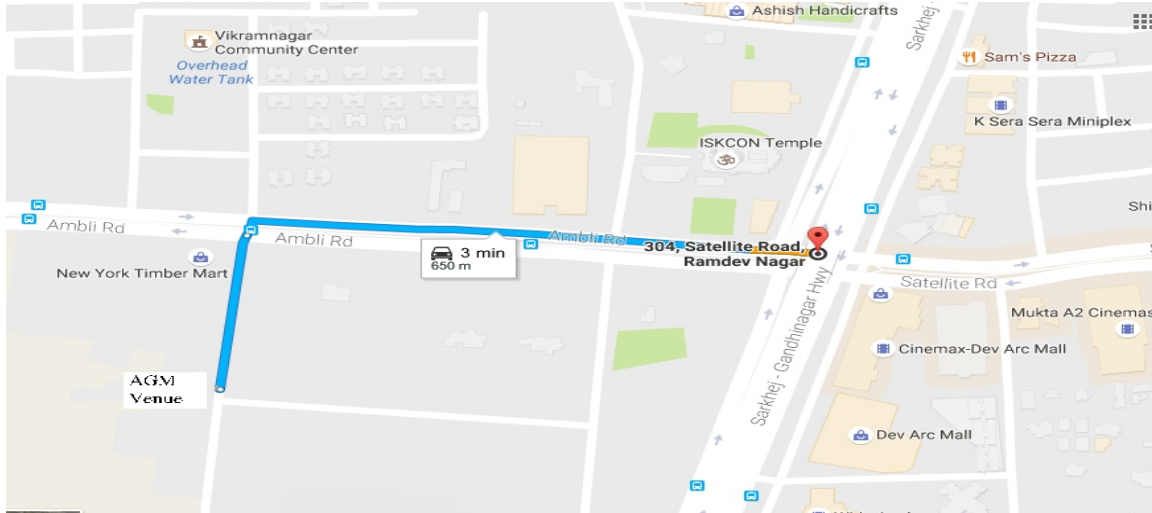 Ashish Handicrafts
Sarkhej -
Vikramnagar
Community Center
Overhead
Water Tank
Sam's Pizza
K Sera Sera Miniplex
ISKCON Temple
Shi
Ambli Rd
Ambli Rd
Ambli Rd
3 min
650 m
304, Satellite Road,
Ramdev Nagar
New York Timber Mart
Satellite Rd
S
Sarkhej - Gandhinagar Hwy
Mukta A2 Cinemas
Cinemax-Dev Arc Mall
AGM
Venue
Dev Arc Mall